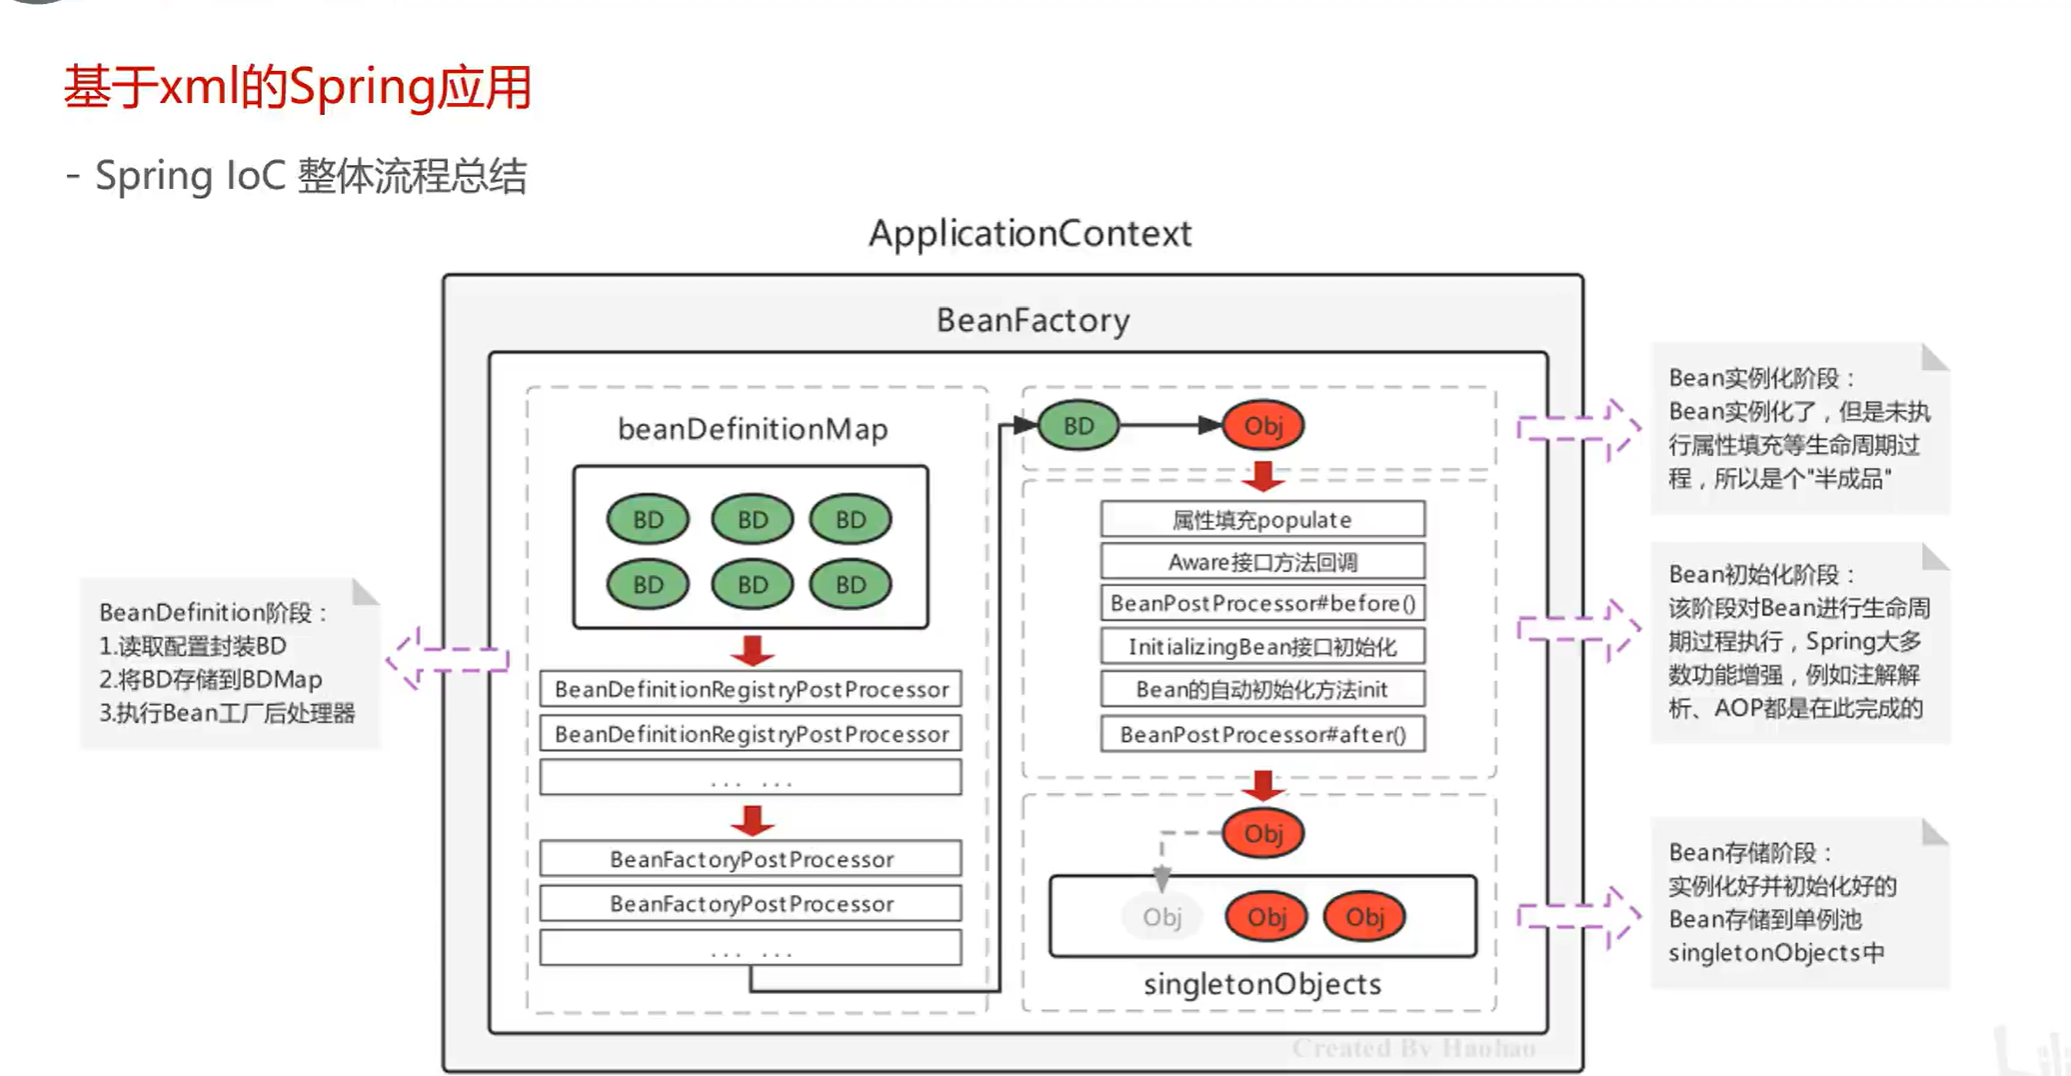 基于xml的Spring应用
- Spring IoC 整体流程总结
ApplicationContext
BeanFactory
beanDefinitionMap
BD BD BD
BD BD BD
BeanDefinitionRegistryPostProcessor
BeanDefinitionRegistryPostProcessor
... ...
BeanFactoryPostProcessor
BeanFactoryPostProcessor
... ...
BeanDefinition阶段：
1.读取配置封装BD
2.将BD存储到BDMap
3.执行Bean工厂后处理器
BD Obj
属性填充populate
Aware接口方法回调
BeanPostProcessor#before()
InitializingBean接口初始化
Bean的自动初始化方法init
BeanPostProcessor#after()
Obj
Obj Obj Obj
singletonObjects
Bean实例化阶段：
Bean实例化了，但是未执
行属性填充等生命周期过
程，所以是个"半成品"
Bean初始化阶段：
该阶段对Bean进行生命周
期过程执行，Spring大多
数功能增强，例如注解解
析、AOP都是在此完成的
Bean存储阶段：
实例化好并初始化好的
Bean存储到单例池
singletonObjects中
Created By Haohao